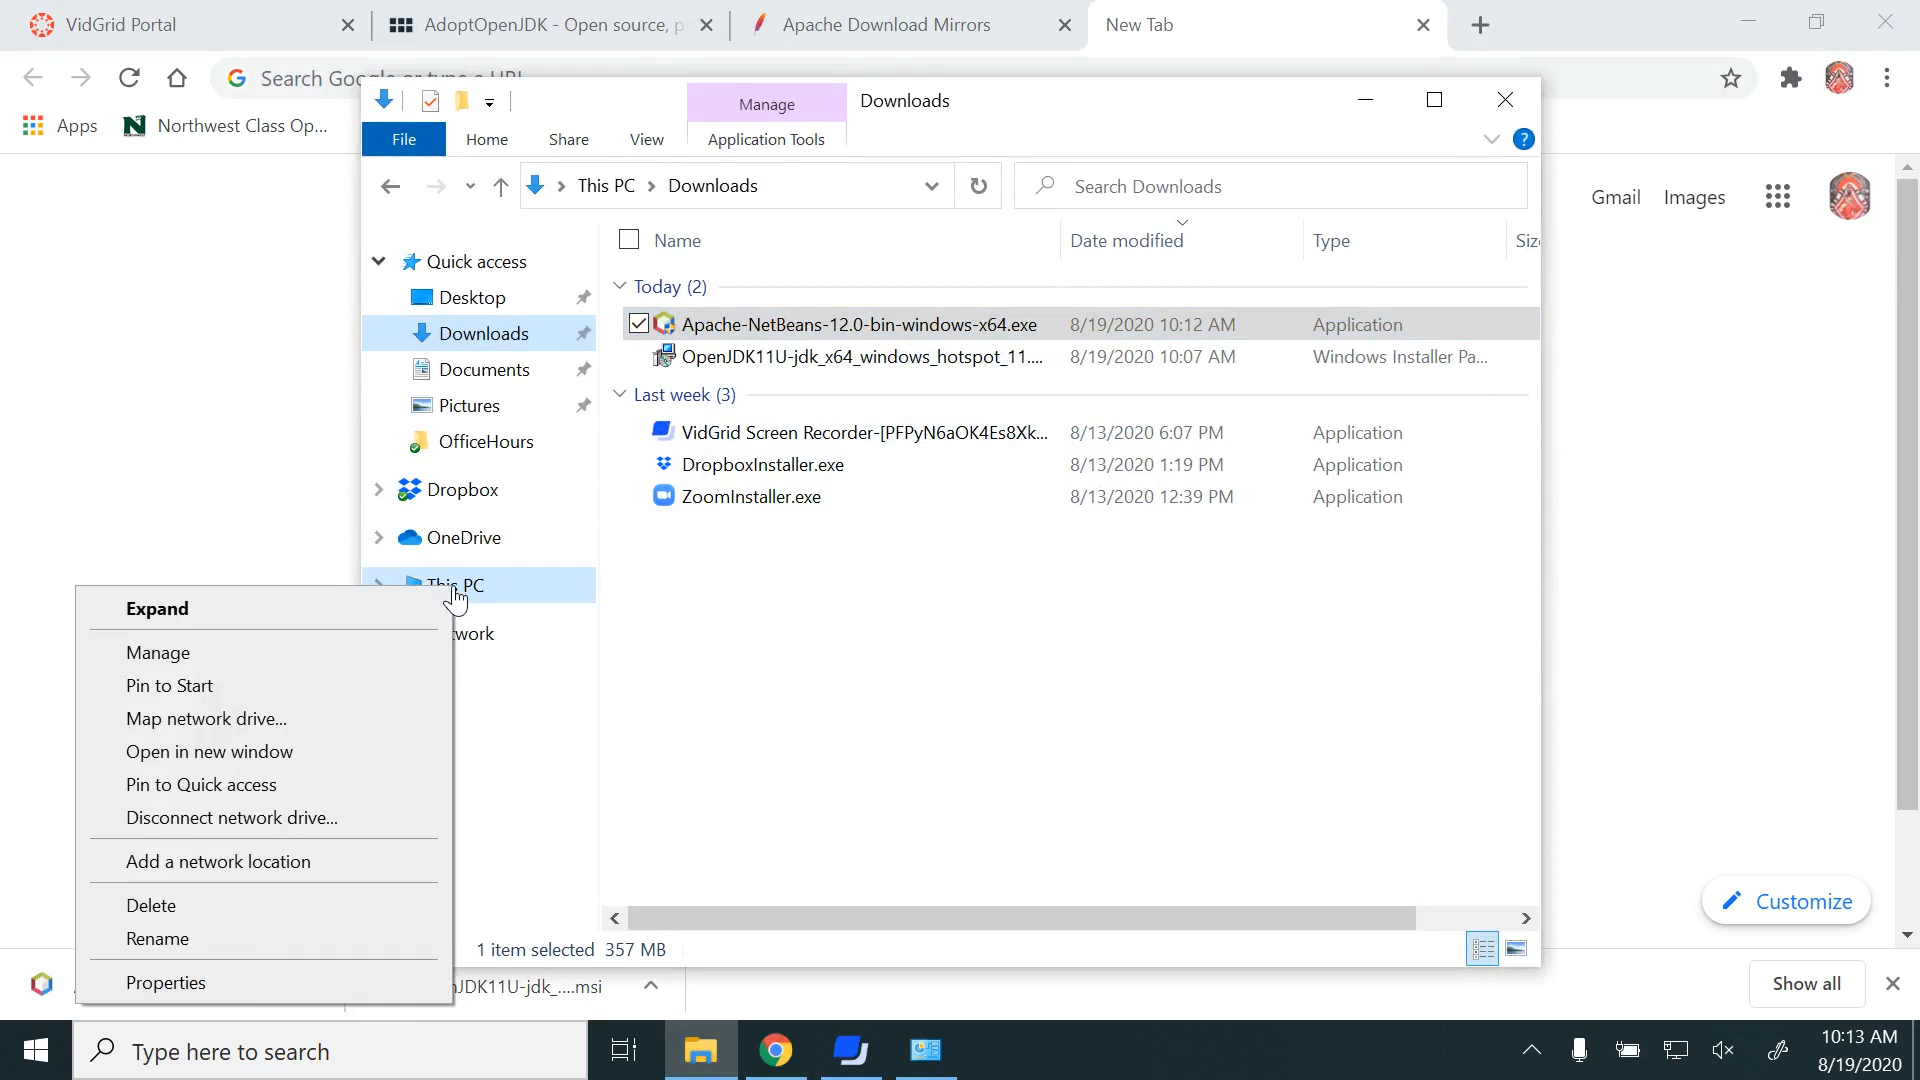 VidGrid Portal
AdoptOpenJDK - Open source, p
Apache Download Mirrors
New Tab
Search Google or type a URL
Apps
Northwest Class Op...
Manage
Downloads
File
Home
Share
View
Application Tools
This PC
Downloads
Search Downloads
Gmail
Images
Name
Date modified
Type
Siz
Quick access
Desktop
Downloads
Documents
Pictures
OfficeHours
Dropbox
OneDrive
This PC
twork
Today (2)
Apache-NetBeans-12.0-bin-windows-x64.exe 8/19/2020 10:12 AM Application
OpenJDK11U-jdk_x64_windows_hotspot_11.... 8/19/2020 10:07 AM Windows Installer Pa...
Last week (3)
VidGrid Screen Recorder-[PFPyN6aOK4Es8Xk... 8/13/2020 6:07 PM Application
DropboxInstaller.exe 8/13/2020 1:19 PM Application
ZoomInstaller.exe 8/13/2020 12:39 PM Application
Expand
Manage
Pin to Start
Map network drive...
Open in new window
Pin to Quick access
Disconnect network drive...
Add a network location
Delete
Rename
Properties
1 item selected 357 MB
Customize
nJDK11U-jdk_....msi
Show all
Type here to search
10:13 AM
8/19/2020